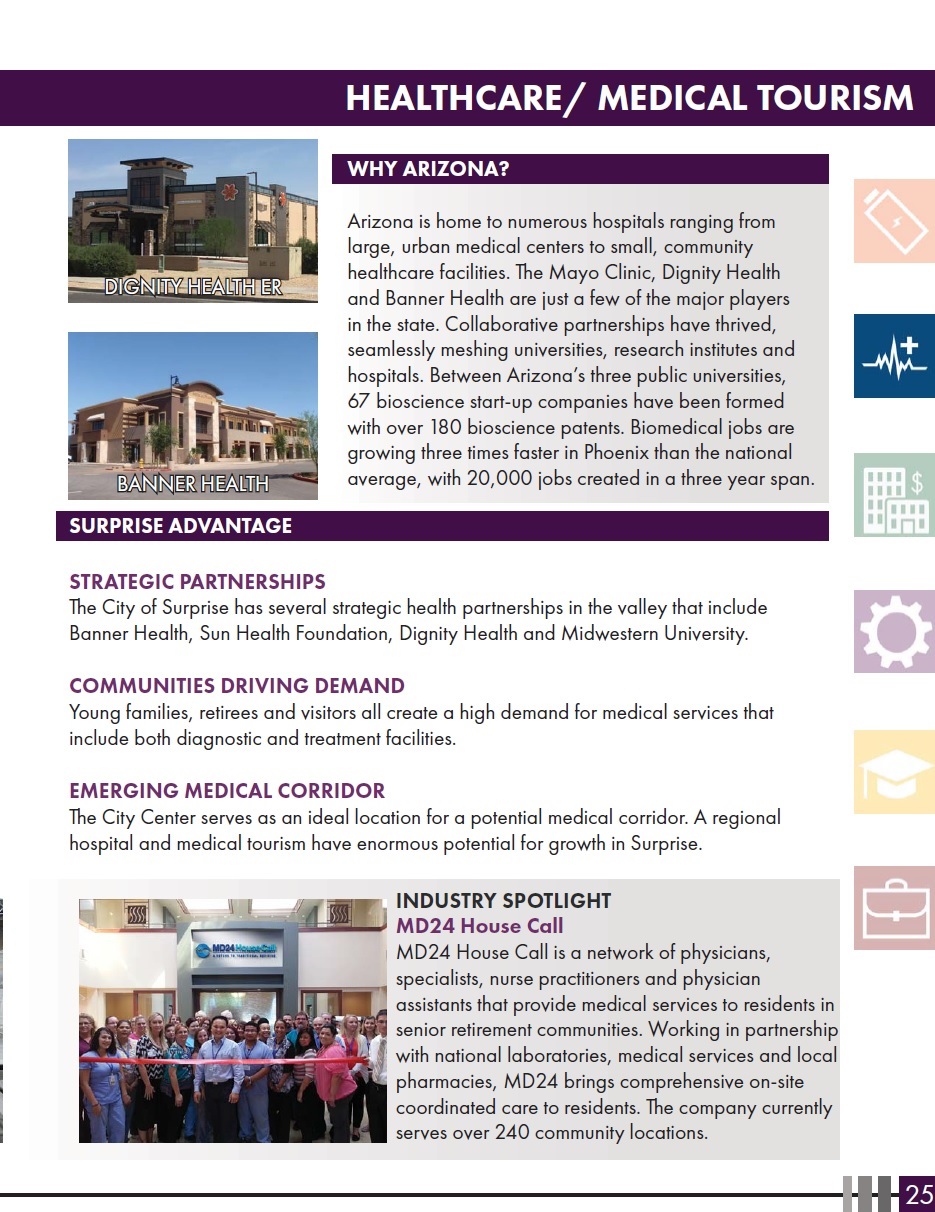 HEALTHCARE/ MEDICAL TOURISM
DIGNITY HEALTH ER
BANNER HEALTH
WHY ARIZONA?
Arizona is home to numerous hospitals ranging from
large, urban medical centers to small, community
healthcare facilities. The Mayo Clinic, Dignity Health
and Banner Health are just a few of the major players
in the state. Collaborative partnerships have thrived,
seamlessly meshing universities, research institutes and
hospitals. Between Arizona's three public universities,
67 bioscience start-up companies have been formed
with over 180 bioscience patents. Biomedical jobs are
growing three times faster in Phoenix than the national
average, with 20,000 jobs created in a three year span.
SURPRISE ADVANTAGE
STRATEGIC PARTNERSHIPS
The City of Surprise has several strategic health partnerships in the valley that include
Banner Health, Sun Health Foundation, Dignity Health and Midwestern University.
COMMUNITIES DRIVING DEMAND
Young families, retirees and visitors all create a high demand for medical services that
include both diagnostic and treatment facilities.
EMERGING MEDICAL CORRIDOR
The City Center serves as an ideal location for a potential medical corridor. A regional
hospital and medical tourism have enormous potential for growth in Surprise.
MD24 House Call
INDUSTRY SPOTLIGHT
MD24 House Call
MD24 House Call is a network of physicians,
specialists, nurse practitioners and physician
assistants that provide medical services to residents in
senior retirement communities. Working in partnership
with national laboratories, medical services and local
pharmacies, MD24 brings comprehensive on-site
coordinated care to residents. The company currently
serves over 240 community locations.
$
25